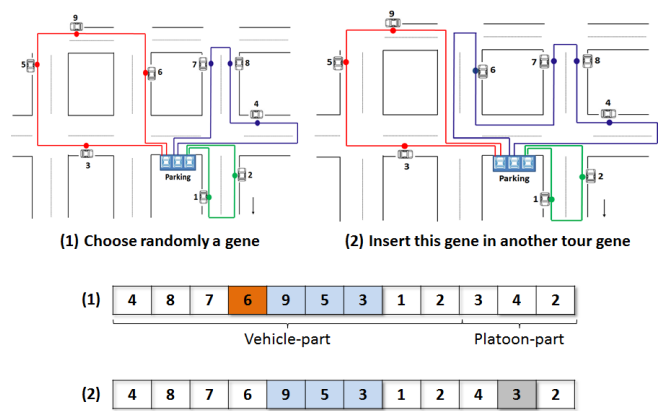 9
5
6
7
8
4
3
Parking
1
2
9
5
6
7
8
4
3
Parking
1
2
(1) Choose randomly a gene
(2) Insert this gene in another tour gene
(1) 4 8 7 6 9 5 3 1 2 3 4 2
Vehicle-part Platoon-part
(2) 4 8 7 6 9 5 3 1 2 4 3 2